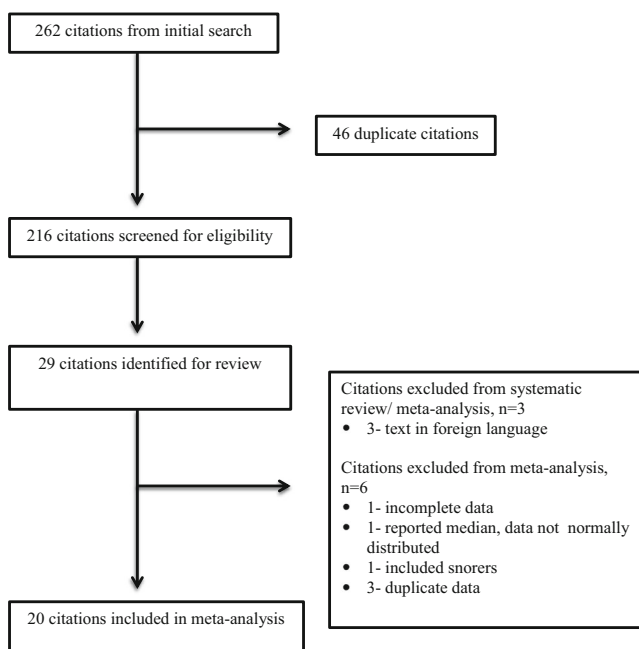 262 citations from initial search
46 duplicate citations
216 citations screened for eligibility
29 citations identified for review
Citations excluded from systematic
review/ meta-analysis, n=3
• 3- text in foreign language
Citations excluded from meta-analysis,
n=6
• 1- incomplete data
• 1- reported median, data not normally
distributed
• 1- included snorers
• 3- duplicate data
20 citations included in meta-analysis